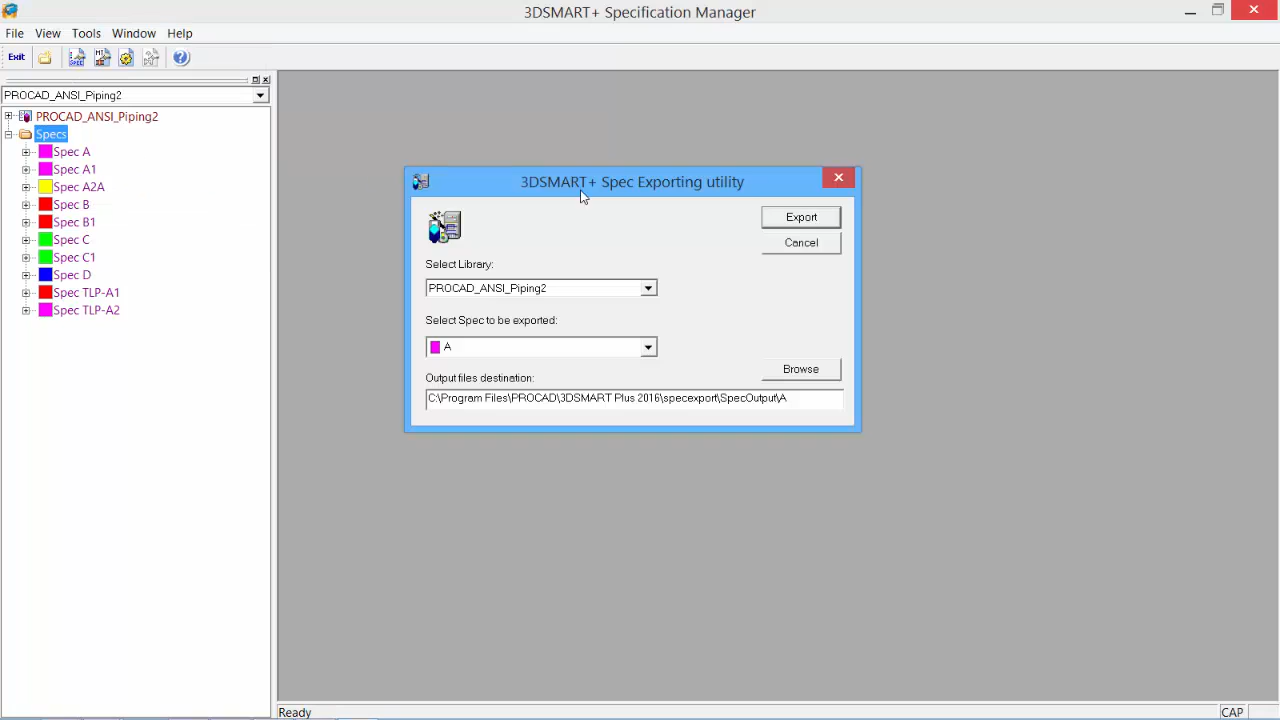 3DSMART+ Specification Manager
File View Tools Window Help
Exit
PROCAD_ANSI_Piping2
PROCAD_ANSI_Piping2
Specs
Spec A
Spec A1
Spec A2A
Spec B
Spec B1
Spec C
Spec C1
Spec D
Spec TLP-A1
Spec TLP-A2
3DSMART+ Spec Exporting utility
Export
Cancel
Select Library:
PROCAD_ANSI_Piping2
Select Spec to be exported:
A
Browse
Output files destination:
C:\Program Files\PROCAD\3DSMART Plus 2016\specexport\SpecOutput\A
Ready CAP